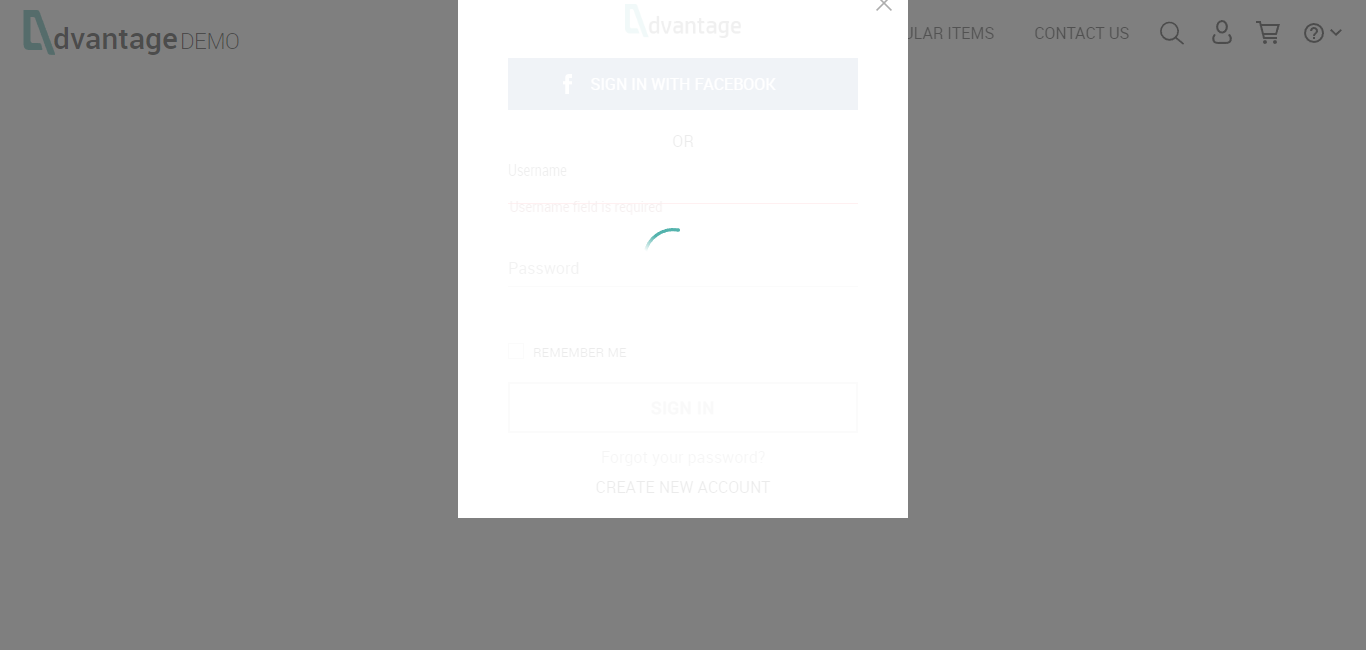 dvantage DEMO
ULAR ITEMS
CONTACT US
dvantage
SIGN IN WITH FACEBOOK
OR
Username
Username field is required
Password
REMEMBER ME
SIGN IN
Forgot your password?
CREATE NEW ACCOUNT